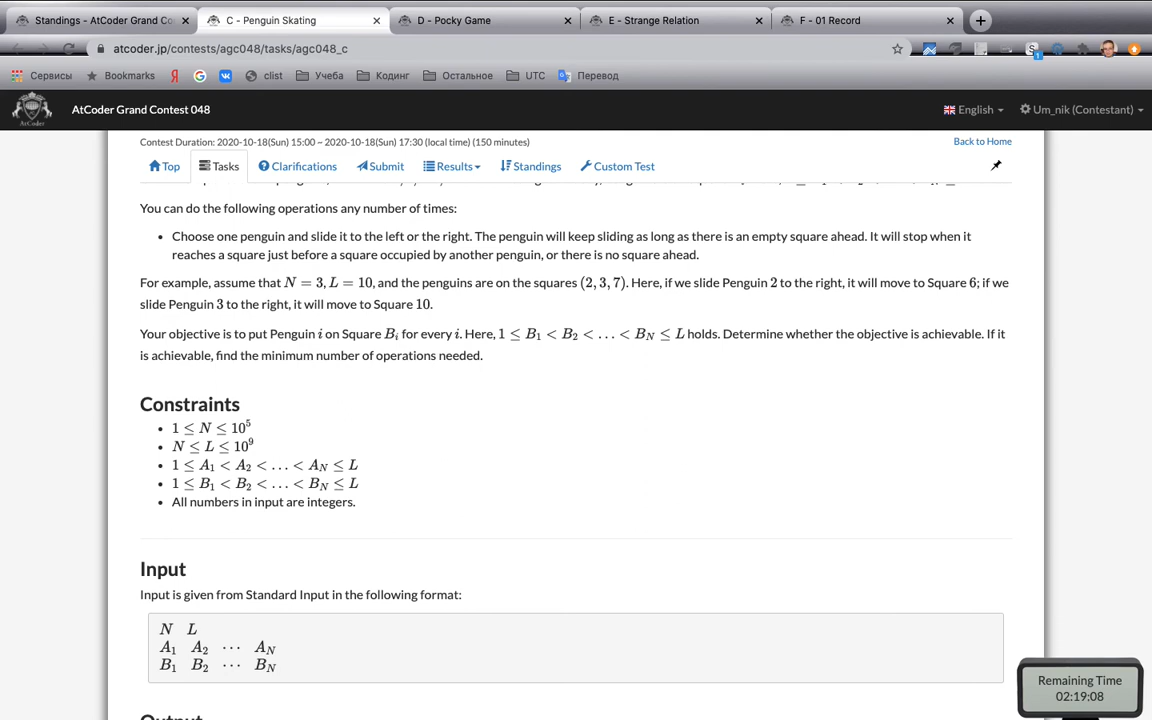 Standings - AtCoder Grand Co
C - Penguin Skating
D - Pocky Game
E - Strange Relation
F - 01 Record
atcoder.jp/contests/agc048/tasks/agc048_c
Сервисы Bookmarks clist Учеба Кодинг Остальное UTC Перевод
AtCoder Grand Contest 048
English
Um_nik (Contestant)
Contest Duration: 2020-10-18(Sun) 15:00 ~ 2020-10-18(Sun) 17:30 (local time) (150 minutes)
Back to Home
Top Tasks Clarifications Submit Results Standings Custom Test
You can do the following operations any number of times:
• Choose one penguin and slide it to the left or the right. The penguin will keep sliding as long as there is an empty square ahead. It will stop when it
reaches a square just before a square occupied by another penguin, or there is no square ahead.
For example, assume that N = 3, L = 10, and the penguins are on the squares (2, 3, 7). Here, if we slide Penguin 2 to the right, it will move to Square 6; if we
slide Penguin 3 to the right, it will move to Square 10.
Your objective is to put Penguin i on Square B_i for every i. Here, 1 ≤ B_1 < B_2 < … < B_N ≤ L holds. Determine whether the objective is achievable. If it
is achievable, find the minimum number of operations needed.
Constraints
• 1 ≤ N ≤ 10^5
• N ≤ L ≤ 10^9
• 1 ≤ A_1 < A_2 < … < A_N ≤ L
• 1 ≤ B_1 < B_2 < … < B_N ≤ L
• All numbers in input are integers.
Input
Input is given from Standard Input in the following format:
N L
A_1 A_2 ⋯ A_N
B_1 B_2 ⋯ B_N
Remaining Time
02:19:08
Output